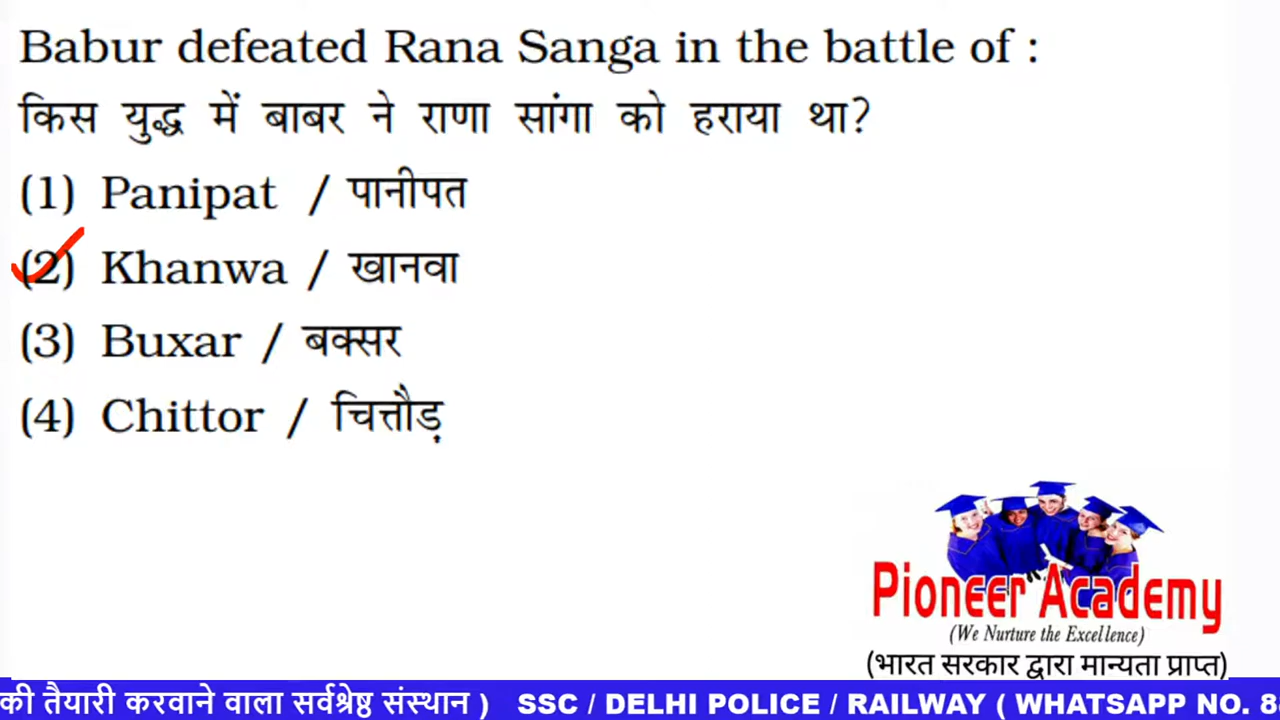 Babur defeated Rana Sanga in the battle of :
किस युद्ध में बाबर ने राणा सांगा को हराया था?
(1) Panipat / पानीपत
(2) Khanwa / खानवा
(3) Buxar / बक्सर
(4) Chittor / चित्तौड़
Pioneer Academy
(We Nurture the Excellence)
(भारत सरकार द्वारा मान्यता प्राप्त)
की तैयारी करवाने वाला सर्वश्रेष्ठ संस्थान ) SSC / DELHI POLICE / RAILWAY ( WHATSAPP NO. 8